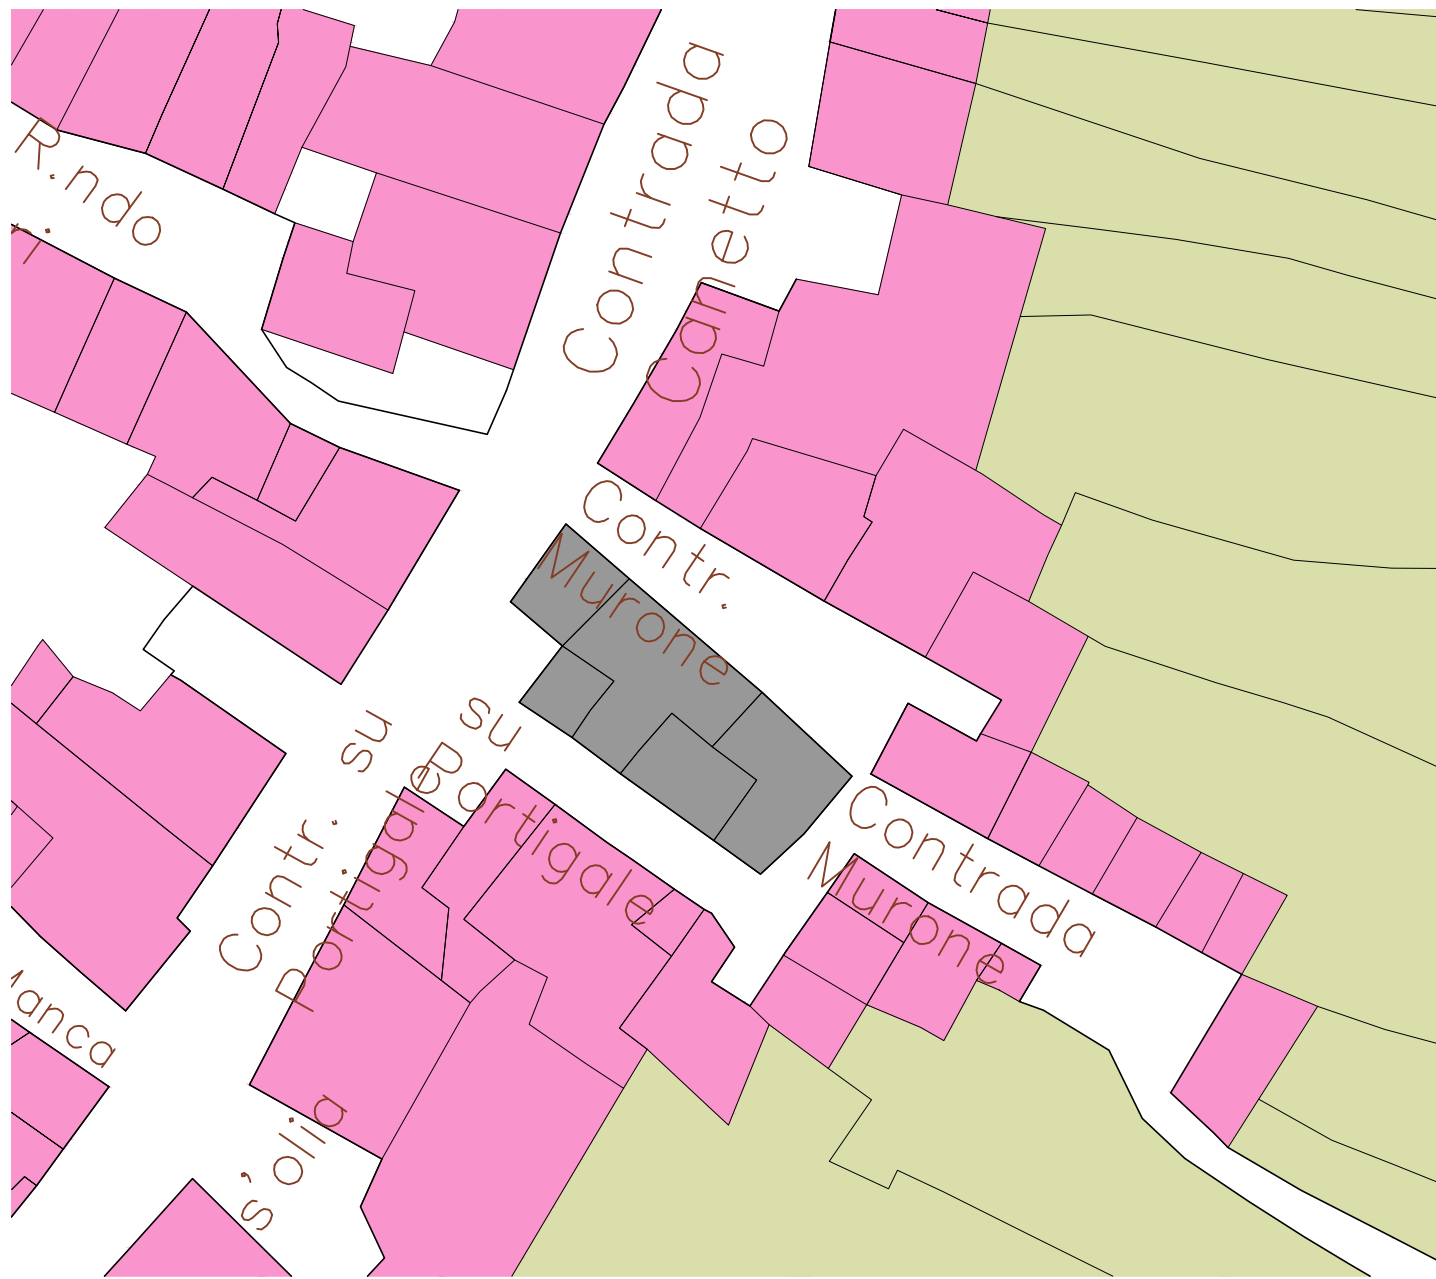 R.ndo
Contrada
Canetto
Contr.
Murone
su
Portigale
Contr.
su
Portigale
Contrada
Murone
Manca
s'olia